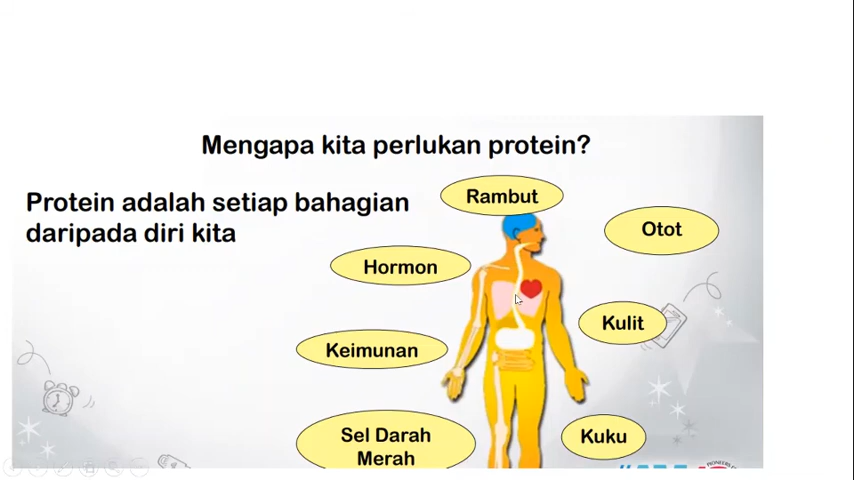 Mengapa kita perlukan protein?
Protein adalah setiap bahagian
daripada diri kita
Rambut
Otot
Hormon
Kulit
Keimunan
Sel Darah
Merah
Kuku